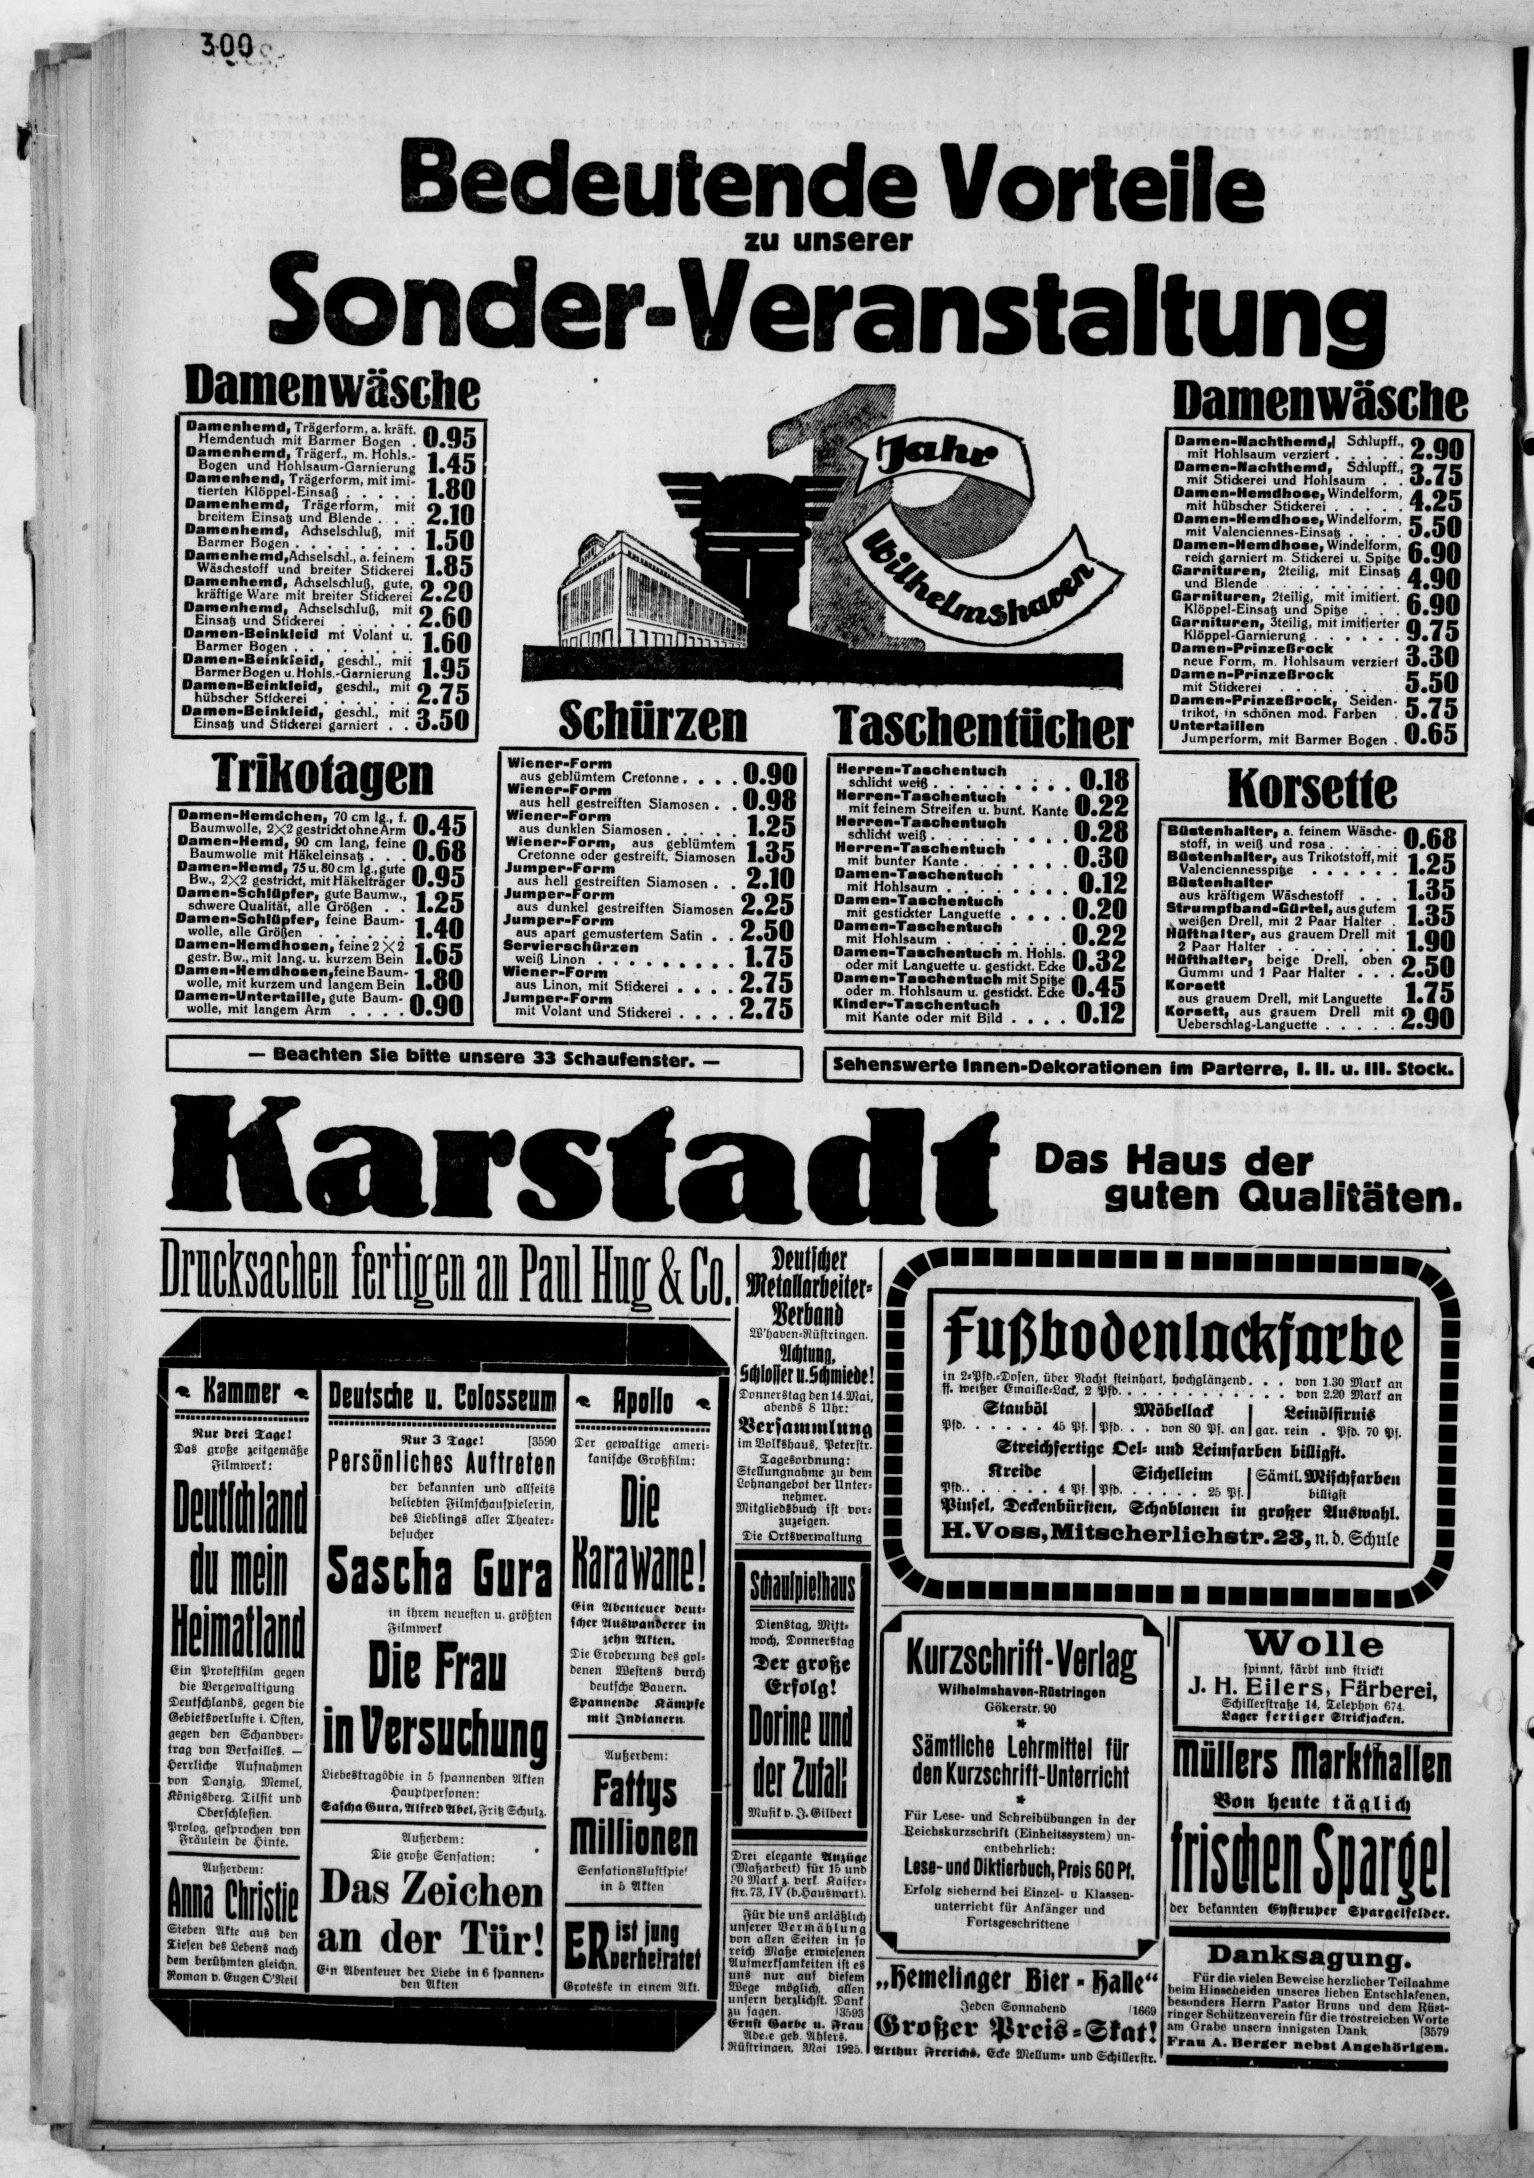 300
Bedeutende Vorteile
zu unserer
Sonder-Veranstaltung
Damenwäsche
Damenhemd, Trägerform, a. kräft.
Hemdentuch mit Barmer Bogen . 0.95
Damenhemd, Trägerf., m. Hohls.-
Bogen und Hohlsaum-Garnierung 1.45
Damenhend, Trägerform, mit imi-
tierten Klöppel-Einsaß . . . . . 1.80
Damenhemd, Trägerform, mit
breitem Einsatz und Blende . . . 2.10
Damenhemd, Achselschluß, mit
Barmer Bogen . . . . . . . . . 1.50
Damenhemd, Achselschl., a. feinem
Wäschestoff und breiter Stickerei 1.85
Damenhemd, Achselschluß, gute,
kräftige Ware mit breiter Stickerei 2.20
Damenhemd, Achselschluß, mit
Einsatz und Stickerei . . . . . 2.60
Damen-Beinkleid mt Volant u.
Barmer Bogen . . . . . . . . 1.60
Damen-Beinkleid, geschl., mit
Barmer Bogen u. Hohls.-Garnierung 1.95
Damen-Beinkleid, geschl., mit
hübscher Stickerei . . . . . . 2.75
Damen-Beinkleid, geschl., mit
Einsatz und Stickerei garniert . . 3.50
10
Jahr
Wilhelmshaven
Damenwäsche
Damen-Nachthemd, Schlupff.,
mit Hohlsaum verziert . . . . . 2.90
Damen-Nachthemd, Schlupff.,
mit Stickerei und Hohlsaum . . 3.75
Damen-Hemdhose, Windelform,
mit hübscher Stickerei . . . . 4.25
Damen-Hemdhose, Windelform,
mit Valenciennes-Einsatz . . . . 5.50
Damen-Hemdhose, Windelform,
reich garniert m. Stickerei u. Spitze 6.90
Garnituren, 2teilig, mit Einsatz
und Blende . . . . . . . . . . 4.90
Garnituren, 2teilig, mit imitiert.
Klöppel-Einsatz und Spitze . . . 6.90
Garnituren, 3teilig, mit imitierter
Klöppel-Garnierung . . . . . . 9.75
Damen-Prinzeßrock
neue Form, m. Hohlsaum verziert 3.30
Damen-Prinzeßrock
mit Stickerei . . . . . . . . 5.50
Damen-Prinzeßrock, Seiden-
trikot, in schönen mod. Farben . 5.75
Untertaillen
Jumperform, mit Barmer Bogen . 0.65
Trikotagen
Damen-Hemdchen, 70 cm lg., f.
Baumwolle, 2×2 gestrickt ohne Arm 0.45
Damen-Hemd, 90 cm lang, feine
Baumwolle mit Häkeleinsatz . . . 0.68
Damen-Hemd, 75 u. 80 cm lg., gute
Bw., 2×2 gestrickt, mit Häkelträger 0.95
Damen-Schlüpfer, gute Baumw.,
schwere Qualität, alle Größen . . 1.25
Damen-Schlüpfer, feine Baum-
wolle, alle Größen . . . . . . 1.40
Damen-Hemdhosen, feine 2×2
gestr. Bw., mit lang. u. kurzem Bein 1.65
Damen-Hemdhosen, feine Baum-
wolle, mit kurzem und langem Bein 1.80
Damen-Untertaille, gute Baum-
wolle, mit langem Arm . . . . 0.90
Schürzen
Wiener-Form
aus geblümtem Cretonne . . . . 0.90
Wiener-Form
aus hell gestreiften Siamosen . . 0.98
Wiener-Form
aus dunklen Siamosen . . . . . 1.25
Wiener-Form, aus geblümtem
Cretonne oder gestreift. Siamosen 1.35
Jumper-Form
aus hell gestreiften Siamosen . . 2.10
Jumper-Form
aus dunkel gestreiften Siamosen 2.25
Jumper-Form
aus apart gemustertem Satin . . 2.50
Servierschürzen
weiß Linon . . . . . . . . . 1.75
Wiener-Form
aus Linon, mit Stickerei . . . . 2.75
Jumper-Form
mit Volant und Stickerei . . . . 2.75
Taschentücher
Herren-Taschentuch
schlicht weiß . . . . . . . . . 0.18
Herren-Taschentuch
mit feinem Streifen u. bunt. Kante 0.22
Herren-Taschentuch
schlicht weiß . . . . . . . . . 0.28
Herren-Taschentuch
mit bunter Kante . . . . . . . 0.30
Damen-Taschentuch
mit Hohlsaum . . . . . . . . 0.12
Damen-Taschentuch
mit gestickter Languette . . . . 0.20
Damen-Taschentuch
mit Hohlsaum . . . . . . . . 0.22
Damen-Taschentuch m. Hohls.
oder mit Languette u. gestickt. Ecke 0.32
Damen-Taschentuch mit Spitze
oder m. Hohlsaum u. gestickt. Ecke 0.45
Kinder-Taschentuch
mit Kante oder mit Bild . . . . 0.12
Korsette
Büstenhalter, a. feinem Wäsche-
stoff, in weiß und rosa . . . . . 0.68
Büstenhalter, aus Trikotstoff, mit
Valenciennesspitze . . . . . . 1.25
Büstenhalter
aus kräftigem Wäschestoff . . . 1.35
Strumpfband-Gürtel, aus gutem
weißen Drell, mit 2 Paar Halter . 1.35
Hüfthalter, aus grauem Drell mit
2 Paar Halter . . . . . . . . 1.90
Hüfthalter, beige Drell, oben
Gummi und 1 Paar Halter . . . 2.50
Korsett
aus grauem Drell, mit Languette 1.75
Korsett, aus grauem Drell mit
Ueberschlag-Languette . . . . . 2.90
— Beachten Sie bitte unsere 33 Schaufenster. —
Sehenswerte Innen-Dekorationen im Parterre, I. II. u. III. Stock.
Karstadt
Das Haus der
guten Qualitäten.
Drucksachen fertigen an Paul Hug & Co.
Kammer
Nur drei Tage!
Das große zeitgemäße
Filmwerk:
Deutschland
du mein
Heimatland
Ein Protestfilm gegen
die Vergewaltigung
Deutschlands, gegen die
Gebietsverluste i. Osten,
gegen den Schandver-
trag von Versailles. —
Herrliche Aufnahmen
von Danzig, Memel,
Königsberg, Tilsit und
Oberschlesien.
Prolog, gesprochen von
Fräulein de Hinte.
Außerdem:
Anna Christie
Sieben Akte aus den
Tiefen des Lebens nach
dem berühmten gleichn.
Roman v. Eugen O'Neil
Deutsche u. Colosseum
Nur 3 Tage! [3590
Persönliches Auftreten
der bekannten und allseits
beliebten Filmschauspielerin,
des Lieblings aller Theater-
besucher
Sascha Gura
in ihrem neuesten u. größten
Filmwerk
Die Frau
in Versuchung
Liebestragödie in 5 spannenden Akten
Hauptpersonen:
Sascha Gura, Alfred Abel, Fritz Schulz.
Außerdem:
Die große Sensation:
Das Zeichen
an der Tür!
Ein Abenteuer der Liebe in 6 spannen-
den Akten
Apollo
Der gewaltige ameri-
kanische Großfilm:
Die
Karawane!
Ein Abenteuer deut-
scher Auswanderer in
zehn Akten.
Die Eroberung des gol-
denen Westens durch
deutsche Bauern.
Spannende Kämpfe
mit Indianern.
Außerdem:
Fattys
Millionen
Sensationslustspiel
in 5 Akten
ER ist jung
verheiratet
Groteske in einem Akt.
Deutscher
Metallarbeiter-
Verband
W'haven-Rüstringen.
Achtung,
Schlosser u. Schmiede!
Donnerstag den 14. Mai,
abends 8 Uhr:
Versammlung
im Volkshaus, Peterstr.
Tagesordnung:
Stellungnahme zu dem
Lohnangebot der Unter-
nehmer.
Mitgliedsbuch ist vor-
zuzeigen.
Die Ortsverwaltung
Schauspielhaus
Dienstag, Mitt-
woch, Donnerstag
Der große
Erfolg!
Dorine und
der Zufall
Musik v. J. Gilbert
Drei elegante Anzüge
(Maßarbeit) für 15 und
30 Mark z. verk. Kaiser-
str. 73, IV (b. Hauswart).
Für die uns anläßlich
unserer Vermählung
von allen Seiten in so
reich Maße erwiesenen
Aufmerksamkeiten ist es
uns nur auf diesem
Wege möglich, allen
unsern herzlichst. Dank
zu sagen. [3593
Ernst Garbe u. Frau
Adele geb. Ahlers.
Rüstringen, Mai 1925.
Fußbodenlackfarbe
in 2-Pfd.-Dosen, über Nacht steinhart, hochglänzend . . . von 1.30 Mark an
ff. weißer Emaille-Lack, 2 Pfd. . . . . . . . . . . . von 2.20 Mark an
Stauböl
Pfd. . . . . . . 45 Pf.
Möbellack
Pfd. . . von 80 Pf. an
Leinölfirnis
gar. rein . Pfd. 70 Pf.
Streichfertige Oel- und Leimfarben billigst.
Kreide
Pfd. . . . . . . 4 Pf.
Sichelleim
Pfd. . . . . . . 25 Pf.
Sämtl. Mischfarben
billigst
Pinsel, Deckenbürsten, Schablonen in großer Auswahl.
H. Voss, Mitscherlichstr. 23, n. d. Schule
Kurzschrift-Verlag
Wilhelmshaven-Rüstringen
Gökerstr. 90
*
Sämtliche Lehrmittel für
den Kurzschrift-Unterricht
*
Für Lese- und Schreibübungen in der
Reichskurzschrift (Einheitssystem) un-
entbehrlich:
Lese- und Diktierbuch, Preis 60 Pf.
Erfolg sichernd bei Einzel- u Klassen-
unterricht für Anfänger und
Fortgeschrittene
„Hemelinger Bier-Halle“
Jeden Sonnabend [1669
Großer Preis-Skat!
Arthur Frerichs, Ecke Mellum- und Schillerstr.
Wolle
spinnt, färbt und strickt
J. H. Eilers, Färberei,
Schillerstraße 14, Telephon 674.
Lager fertiger Strickjacken.
Müllers Markthallen
Von heute täglich
frischen Spargel
der bekannten Eystruper Spargelfelder.
Danksagung.
Für die vielen Beweise herzlicher Teilnahme
beim Hinscheiden unseres lieben Entschlafenen,
besonders Herrn Pastor Bruns und dem Rüst-
ringer Schützenverein für die trostreichen Worte
am Grabe unsern innigsten Dank [3579
Frau A. Berger nebst Angehörigen.